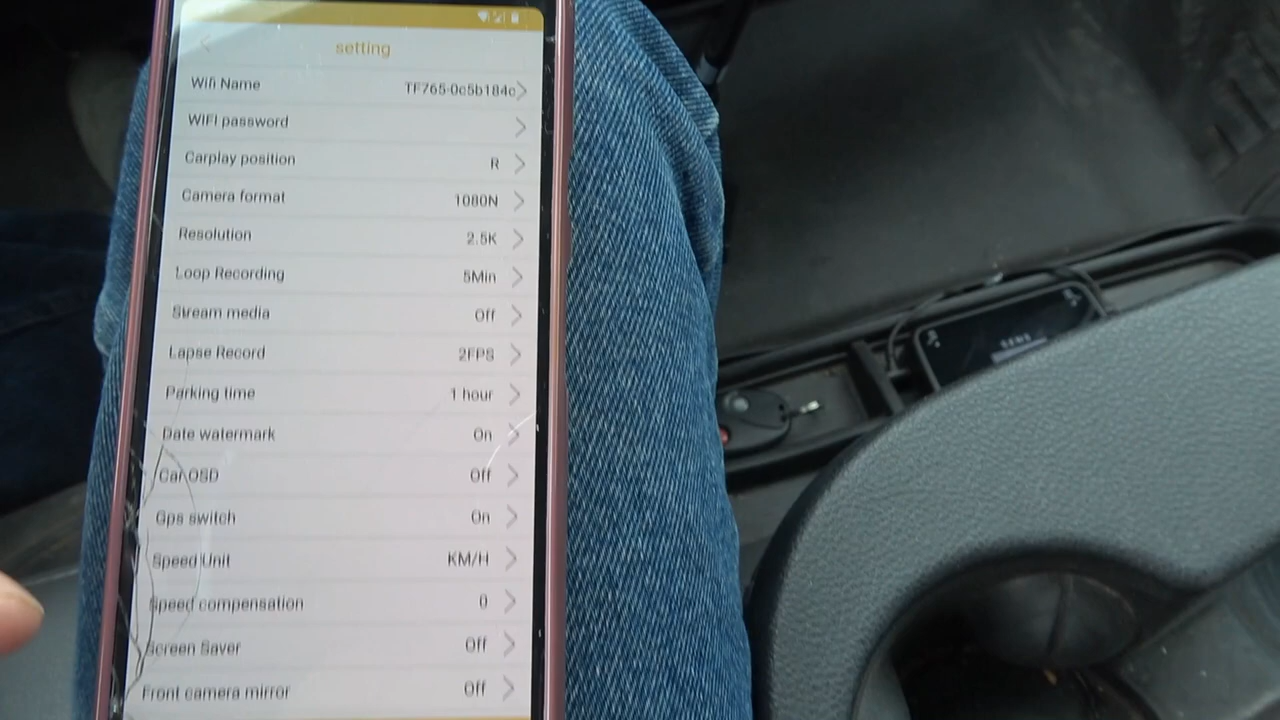 setting
Wifi Name TF765-0c5b184c
WIFI password
Carplay position R
Camera format 1080N
Resolution 2.5K
Loop Recording 5Min
Stream media Off
Lapse Record 2FPS
Parking time 1 hour
Date watermark On
Car OSD Off
Gps switch On
Speed Unit KM/H
Speed compensation 0
Screen Saver Off
Front camera mirror Off